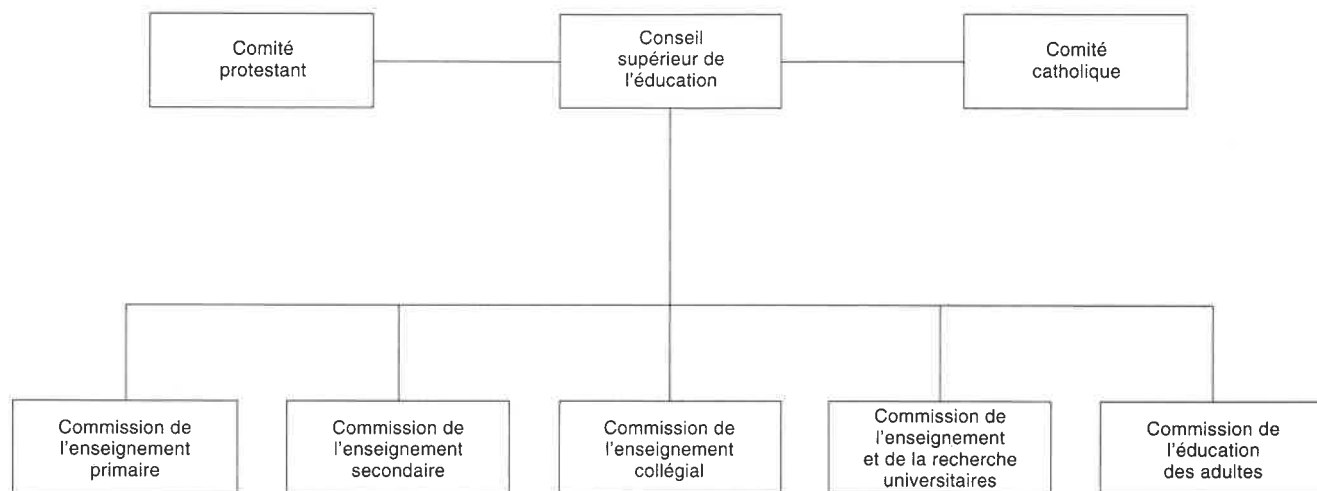 Comité
protestant
Conseil
supérieur de
l'éducation
Comité
catholique
Commission de
l'enseignement
primaire
Commission de
l'enseignement
secondaire
Commission de
l'enseignement
collégial
Commission de
l'enseignement
et de la recherche
universitaires
Commission de
l'éducation
des adultes